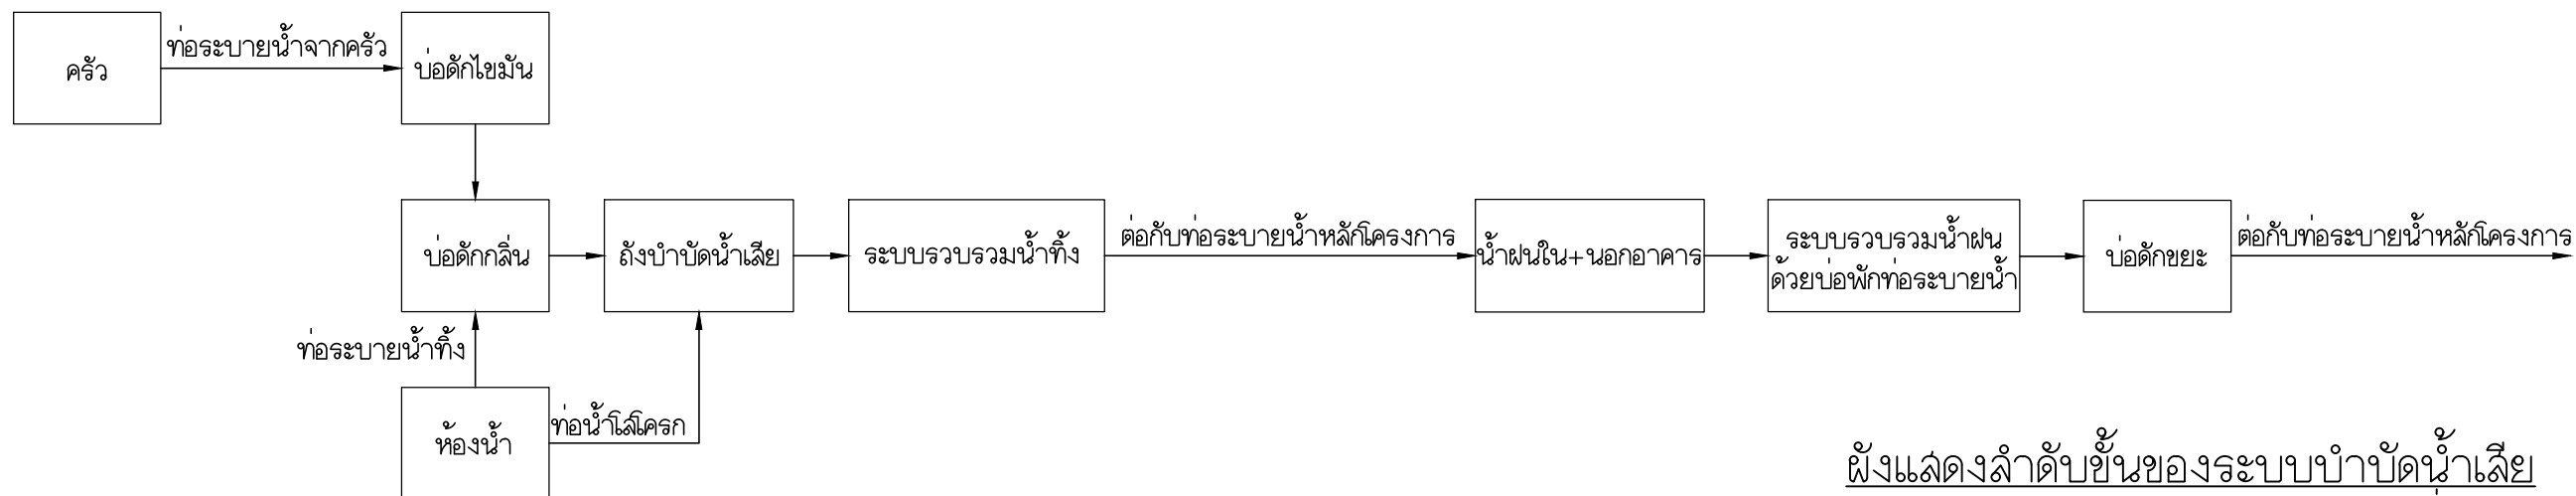 ครัว
ท่อระบายน้ำจากครัว
บ่อดักไขมัน
บ่อดักกลิ่น
ถังบำบัดน้ำเสีย
ระบบรวบรวมน้ำทิ้ง
ต่อกับท่อระบายน้ำหลักโครงการ
น้ำฝนใน+นอกอาคาร
ระบบรวบรวมน้ำฝน
ด้วยบ่อพักท่อระบายน้ำ
บ่อดักขยะ
ต่อกับท่อระบายน้ำหลักโครงการ
ท่อระบายน้ำทิ้ง
ห้องน้ำ
ท่อน้ำโสโครก
ผังแสดงลำดับขั้นของระบบบำบัดน้ำเสีย